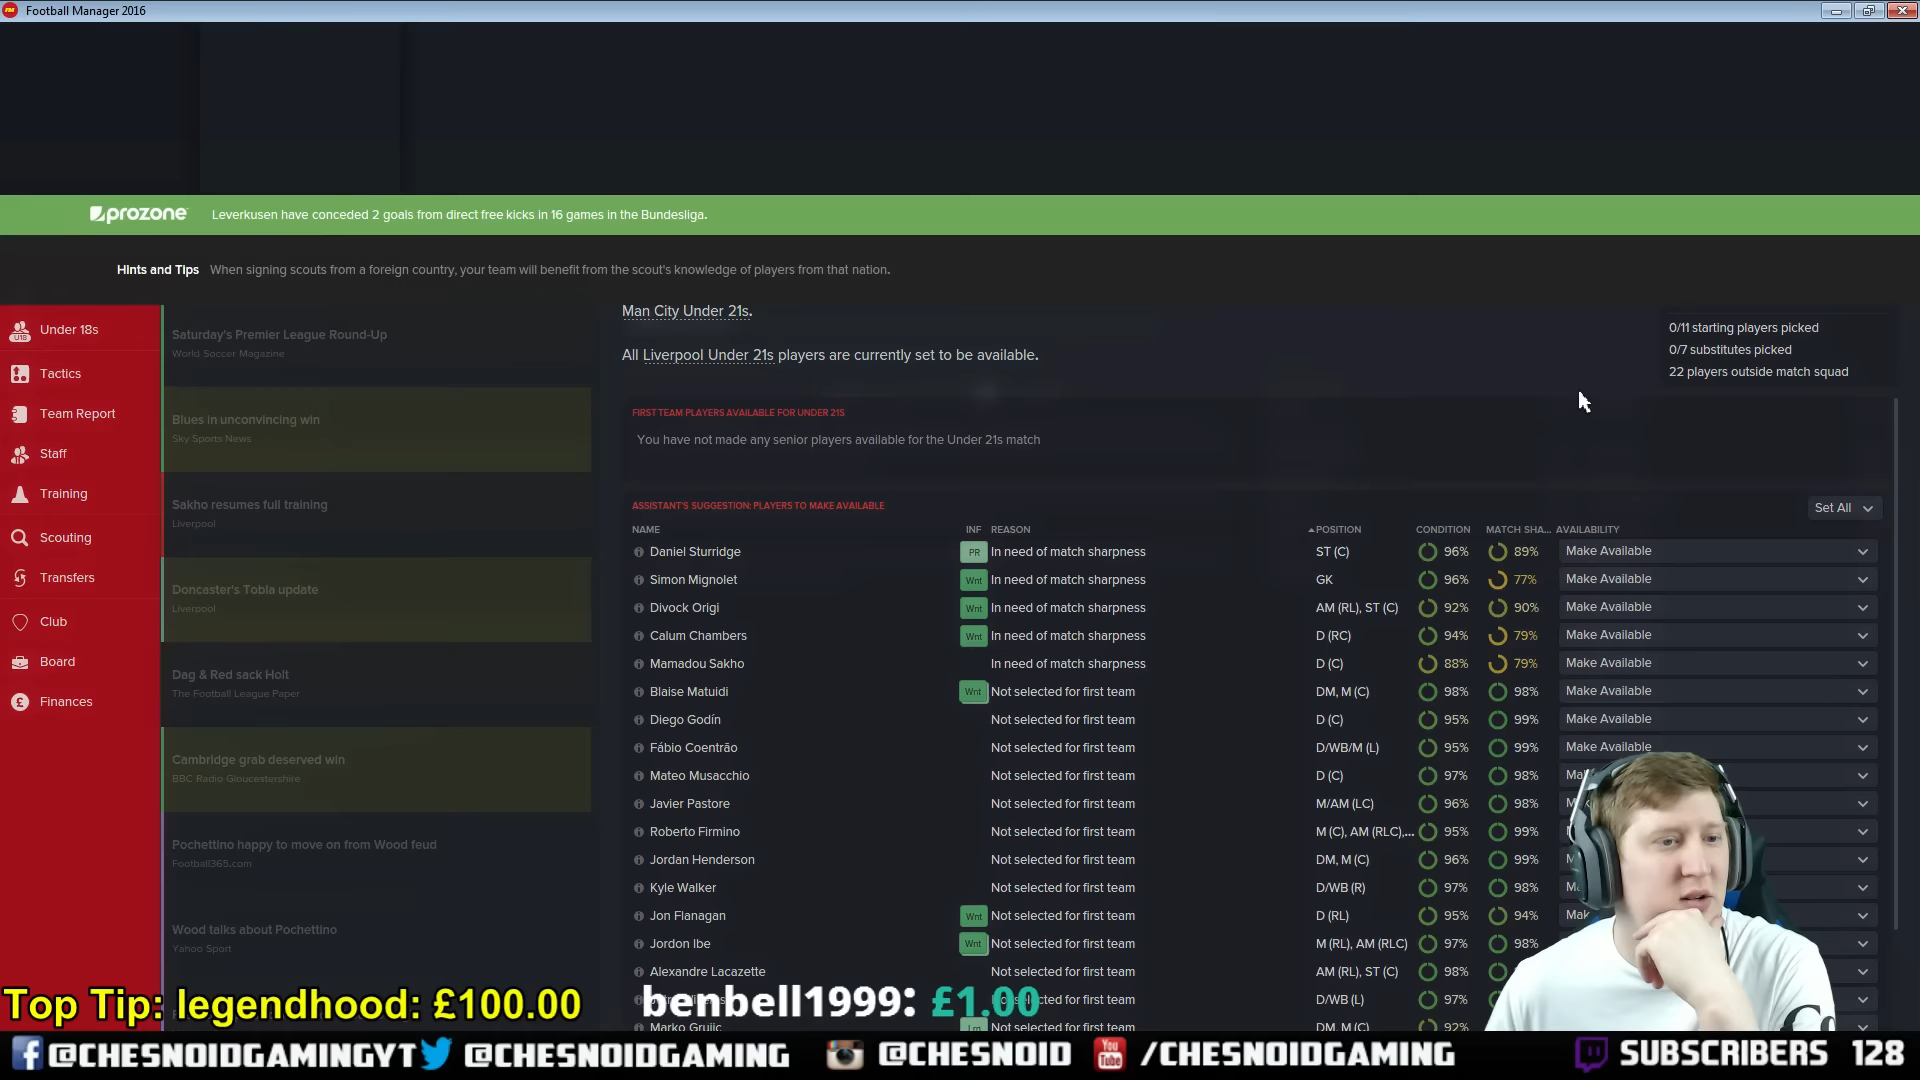 Football Manager 2016
prozone Leverkusen have conceded 2 goals from direct free kicks in 16 games in the Bundesliga.
Hints and Tips When signing scouts from a foreign country, your team will benefit from the scout's knowledge of players from that nation.
Under 18s
Tactics
Team Report
Staff
Training
Scouting
Transfers
Club
Board
Finances
Saturday's Premier League Round-Up
World Soccer Magazine
Blues in unconvincing win
Sky Sports News
Sakho resumes full training
Liverpool
Doncaster's Tobla update
Liverpool
Dag & Red sack Holt
The Football League Paper
Cambridge grab deserved win
BBC Radio Gloucestershire
Pochettino happy to move on from Wood feud
Football365.com
Wood talks about Pochettino
Yahoo Sport
Man City Under 21s.
All Liverpool Under 21s players are currently set to be available.
0/11 starting players picked
0/7 substitutes picked
22 players outside match squad
FIRST TEAM PLAYERS AVAILABLE FOR UNDER 21S
You have not made any senior players available for the Under 21s match
ASSISTANT'S SUGGESTION: PLAYERS TO MAKE AVAILABLE
Set All
NAME INF REASON POSITION CONDITION MATCH SHA... AVAILABILITY
Daniel Sturridge PR In need of match sharpness ST (C) 96% 89% Make Available
Simon Mignolet Wnt In need of match sharpness GK 96% 77% Make Available
Divock Origi Wnt In need of match sharpness AM (RL), ST (C) 92% 90% Make Available
Calum Chambers Wnt In need of match sharpness D (RC) 94% 79% Make Available
Mamadou Sakho In need of match sharpness D (C) 88% 79% Make Available
Blaise Matuidi Wnt Not selected for first team DM, M (C) 98% 98% Make Available
Diego Godín Not selected for first team D (C) 95% 99% Make Available
Fábio Coentrão Not selected for first team D/WB/M (L) 95% 99% Make Available
Mateo Musacchio Not selected for first team D (C) 97% 98%
Javier Pastore Not selected for first team M/AM (LC) 96% 98%
Roberto Firmino Not selected for first team M (C), AM (RLC),... 95% 99%
Jordan Henderson Not selected for first team DM, M (C) 96% 99%
Kyle Walker Not selected for first team D/WB (R) 97% 98%
Jon Flanagan Wnt Not selected for first team D (RL) 95% 94%
Jordon Ibe Wnt Not selected for first team M (RL), AM (RLC) 97% 98%
Alexandre Lacazette Not selected for first team AM (RL), ST (C) 98%
D/WB (L) 97%
Marko Grujic Lrn Not selected for first team DM, M (C) 92%
Top Tip: legendhood: £100.00
benbell1999: £1.00
@CHESNOIDGAMINGYT @CHESNOIDGAMING @CHESNOID You Tube /CHESNOIDGAMING SUBSCRIBERS 128